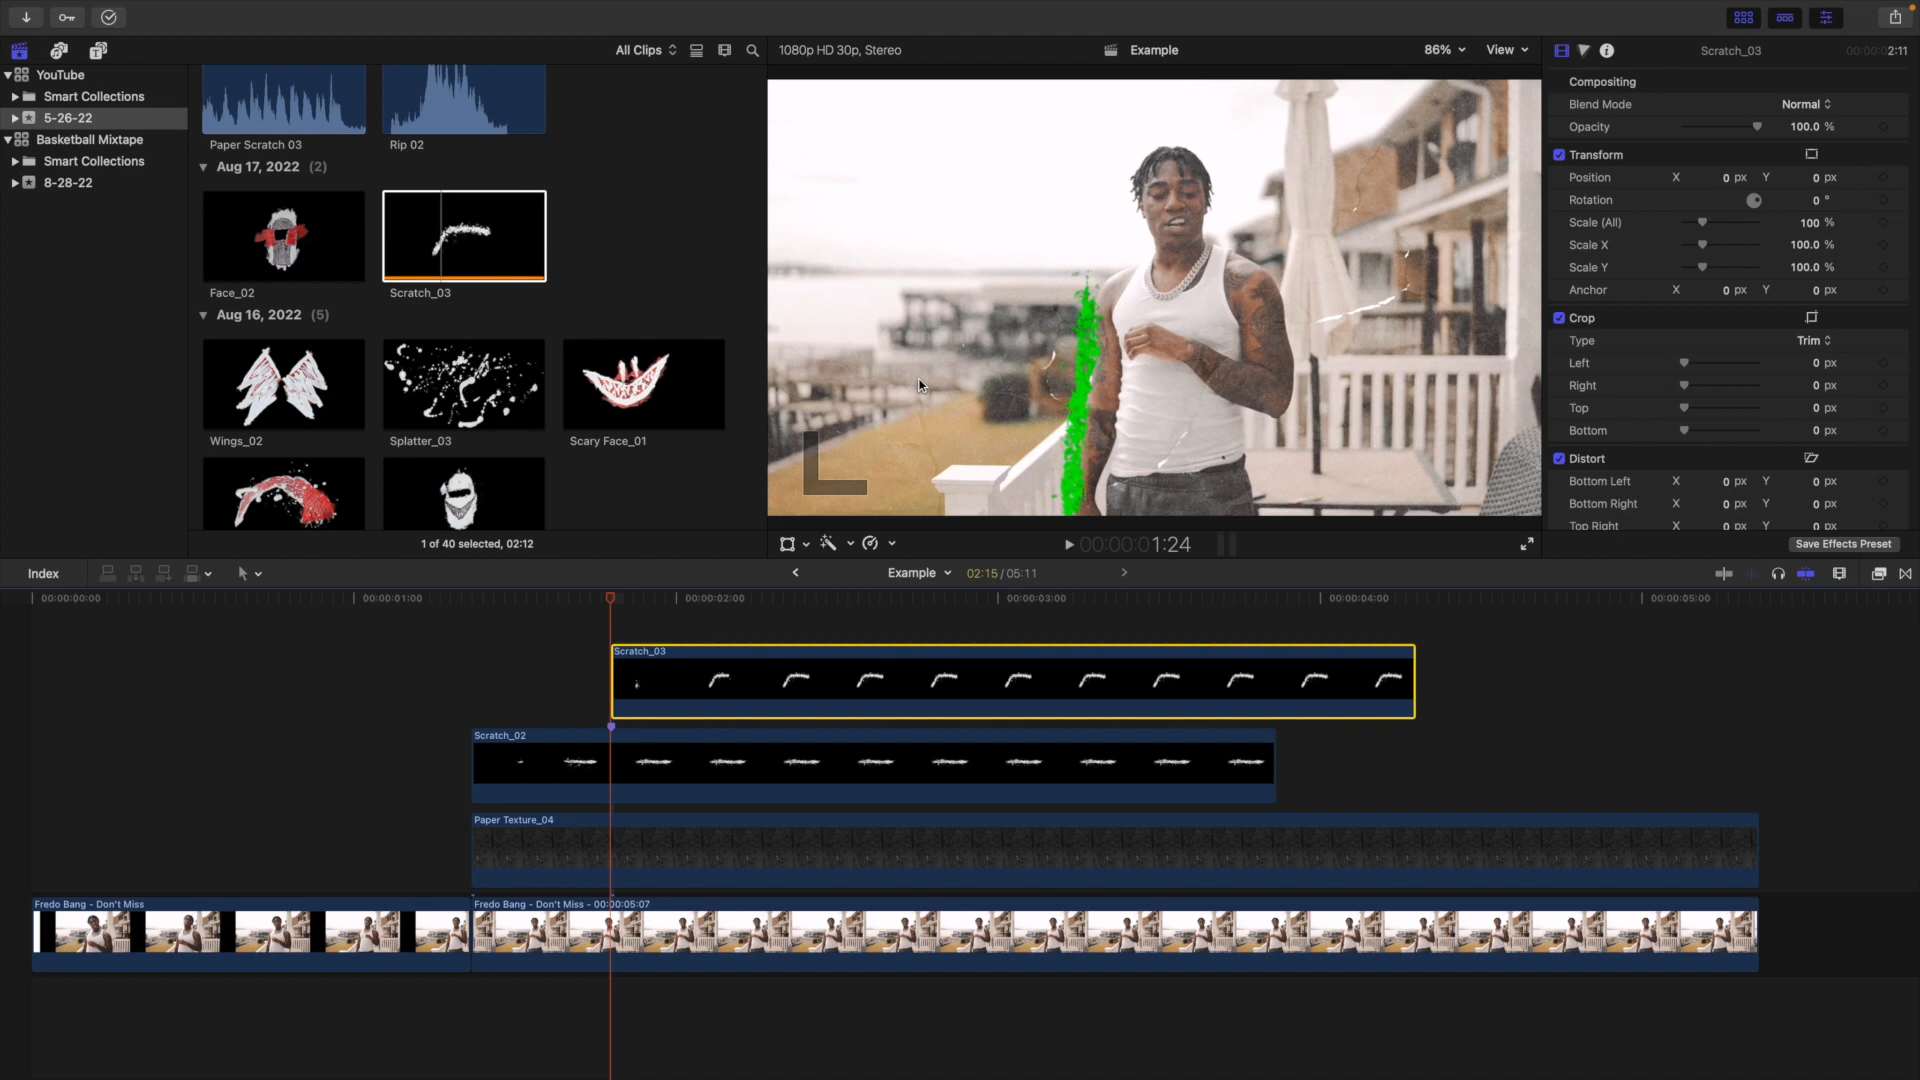 All Clips
1080p HD 30p, Stereo
Example
86%
View
Scratch_03
00:00:02:11
YouTube
Smart Collections
5-26-22
Basketball Mixtape
Smart Collections
8-28-22
Paper Scratch 03
Rip 02
Aug 17, 2022 (2)
Face_02
Scratch_03
Aug 16, 2022 (5)
Wings_02
Splatter_03
Scary Face_01
1 of 40 selected, 02:12
00:00:01:24
Compositing
Blend Mode Normal
Opacity 100.0 %
Transform
Position X 0 px Y 0 px
Rotation 0 °
Scale (All) 100 %
Scale X 100.0 %
Scale Y 100.0 %
Anchor X 0 px Y 0 px
Crop
Type Trim
Left 0 px
Right 0 px
Top 0 px
Bottom 0 px
Distort
Bottom Left X 0 px Y 0 px
Bottom Right X 0 px Y 0 px
Top Right X 0 px Y 0 px
Save Effects Preset
Index
Example
02:15 / 05:11
00:00:00:00
00:00:01:00
00:00:02:00
00:00:03:00
00:00:04:00
00:00:05:00
Scratch_03
Scratch_02
Paper Texture_04
Fredo Bang - Don't Miss
Fredo Bang - Don't Miss - 00:00:05:07